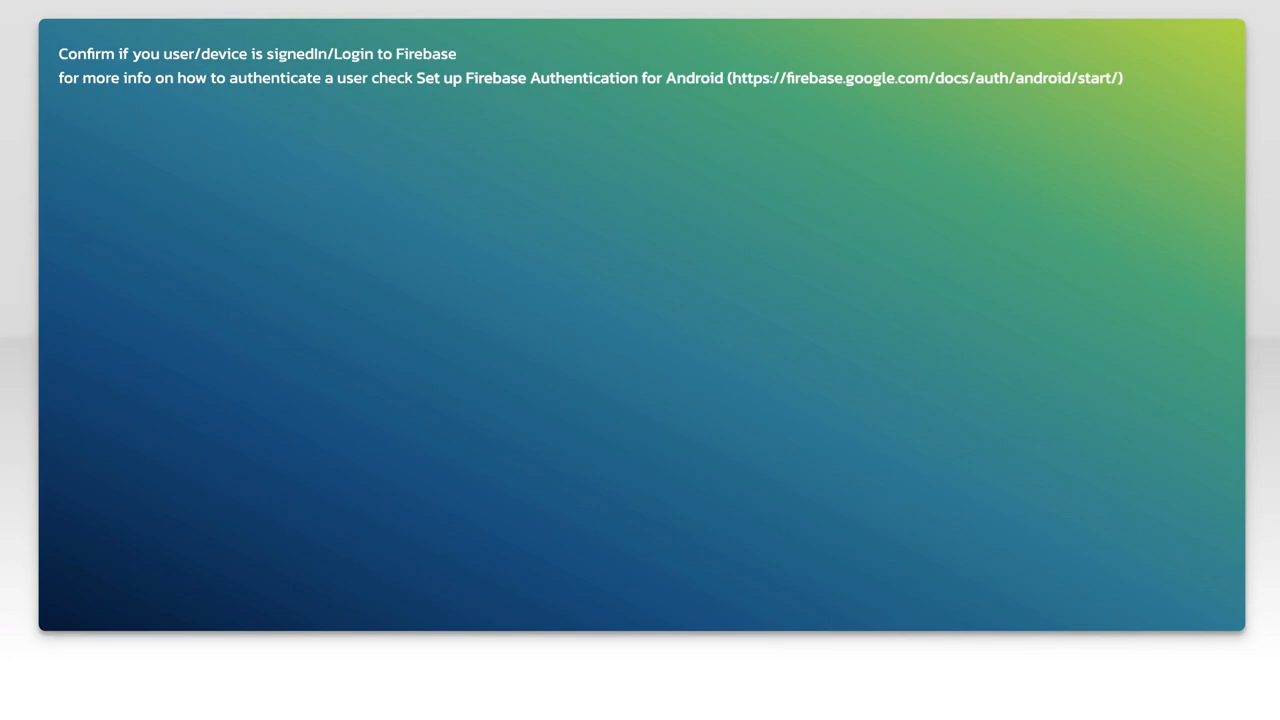 Confirm if you user/device is signedIn/Login to Firebase
for more info on how to authenticate a user check Set up Firebase Authentication for Android (https://firebase.google.com/docs/auth/android/start/)